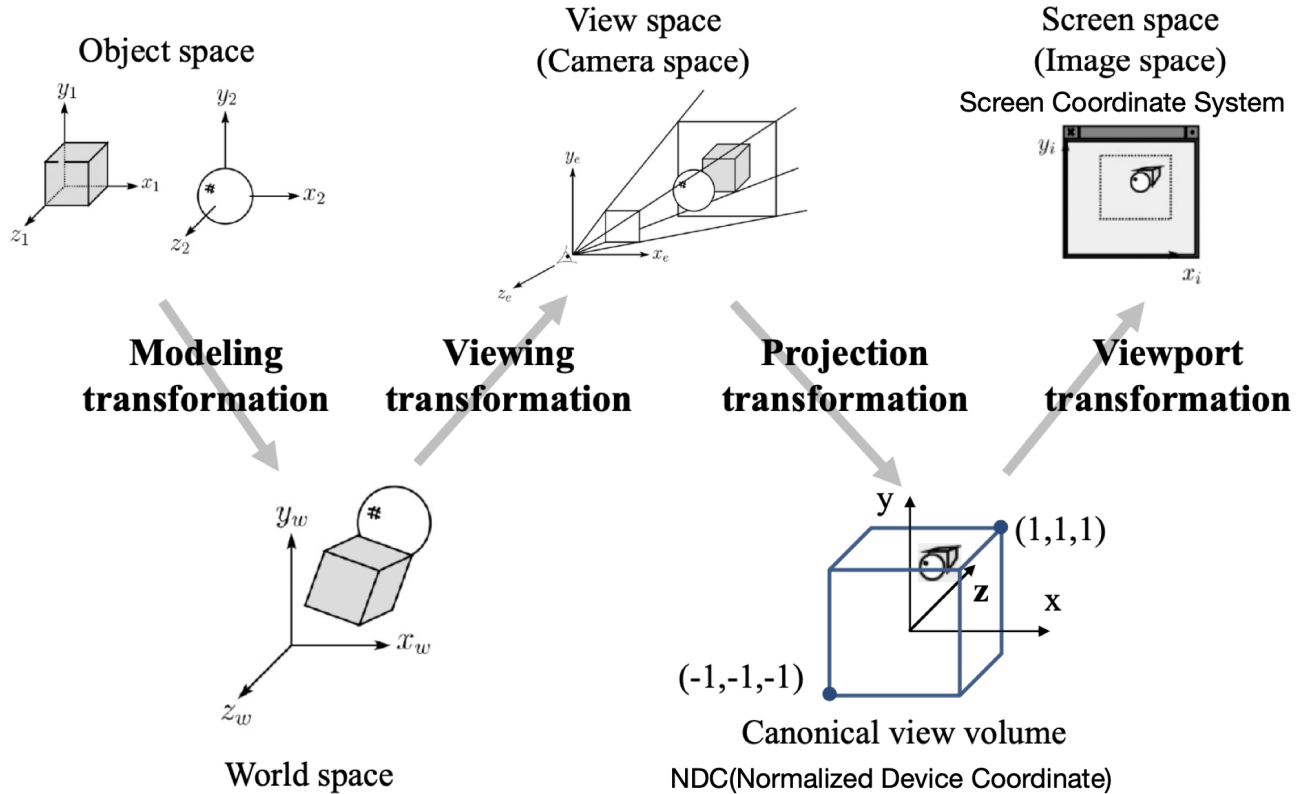 Object space
y1
x1
z1
y2
#
x2
z2
View space
(Camera space)
ye
#
xe
ze
Screen space
(Image space)
Screen Coordinate System
yi
xi
Modeling
transformation
Viewing
transformation
Projection
transformation
Viewport
transformation
yw
#
xw
zw
World space
y
(1,1,1)
z
x
(-1,-1,-1)
Canonical view volume
NDC(Normalized Device Coordinate)